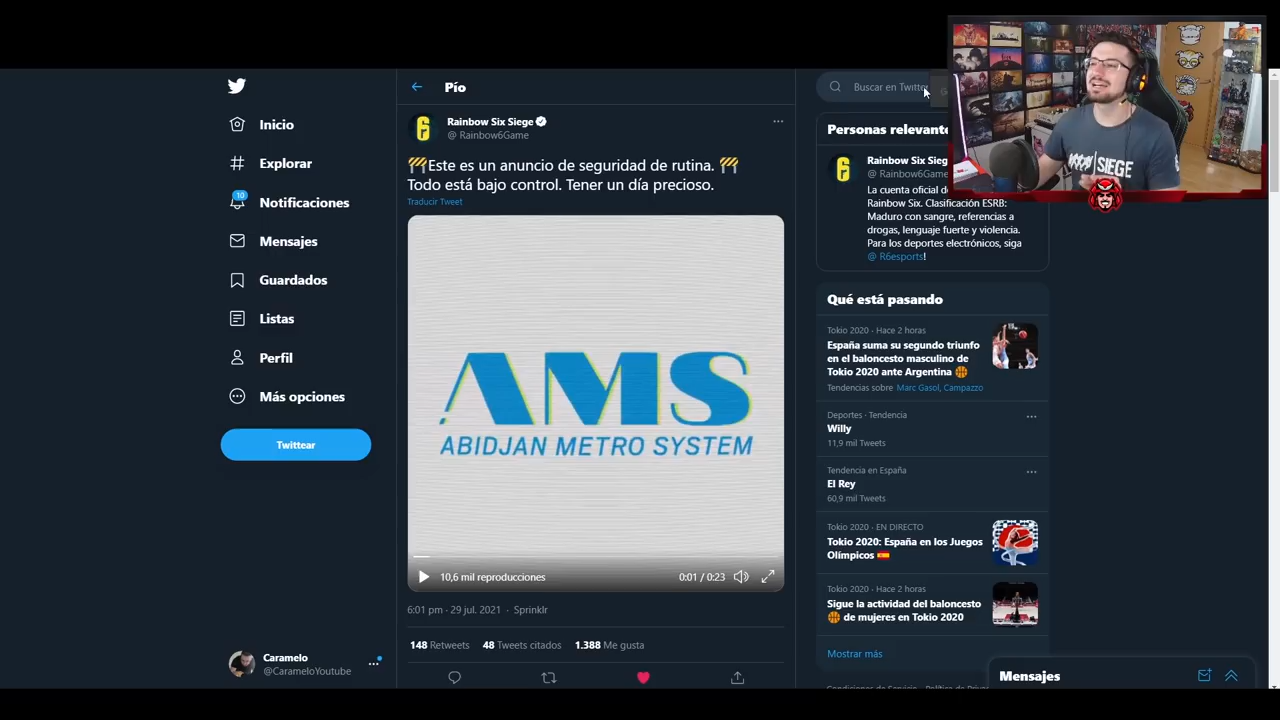 Inicio
Explorar
10
Notificaciones
Mensajes
Guardados
Listas
Perfil
Más opciones
Twittear
Caramelo
@CarameloYoutube
Pío
Rainbow Six Siege
@ Rainbow6Game
🚧Este es un anuncio de seguridad de rutina. 🚧
Todo está bajo control. Tener un día precioso.
Traducir Tweet
AMS
ABIDJAN METRO SYSTEM
10,6 mil reproducciones
0:01 / 0:23
6:01 pm · 29 jul. 2021 · Sprinklr
148 Retweets 48 Tweets citados 1.388 Me gusta
Buscar en Twitter
Personas relevante
Rainbow Six Sieg
@ Rainbow6Game
La cuenta oficial de
Rainbow Six. Clasificación ESRB:
Maduro con sangre, referencias a
drogas, lenguaje fuerte y violencia.
Para los deportes electrónicos, siga
@ R6esports!
Qué está pasando
Tokio 2020 · Hace 2 horas
España suma su segundo triunfo
en el baloncesto masculino de
Tokio 2020 ante Argentina 🏀
Tendencias sobre Marc Gasol, Campazzo
Deportes · Tendencia
Willy
11,9 mil Tweets
Tendencia en España
El Rey
60,9 mil Tweets
Tokio 2020 · EN DIRECTO
Tokio 2020: España en los Juegos
Olímpicos 🇪🇸
Tokio 2020 · Hace 2 horas
Sigue la actividad del baloncesto
🏀 de mujeres en Tokio 2020
Mostrar más
Condiciones de Servicio Política de Priva
Mensajes
SIEGE